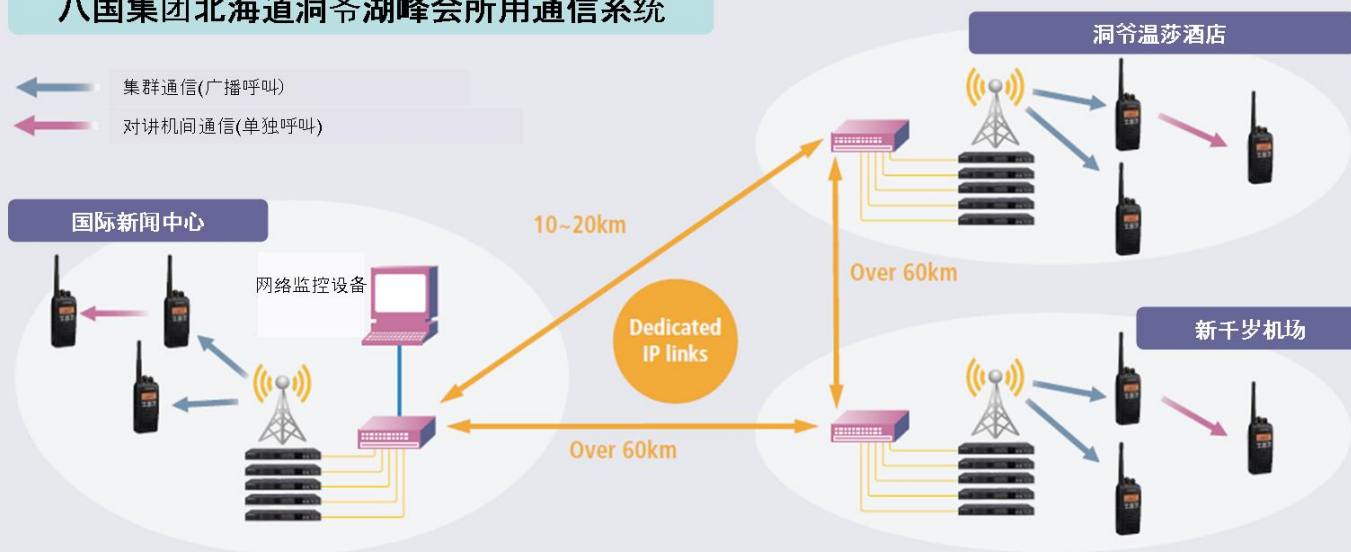 八国集团北海道洞爷湖峰会所用通信系统
集群通信(广播呼叫)
对讲机间通信(单独呼叫)
洞爷温莎酒店
国际新闻中心
网络监控设备
10~20km
Over 60km
Dedicated
IP links
新千岁机场
Over 60km